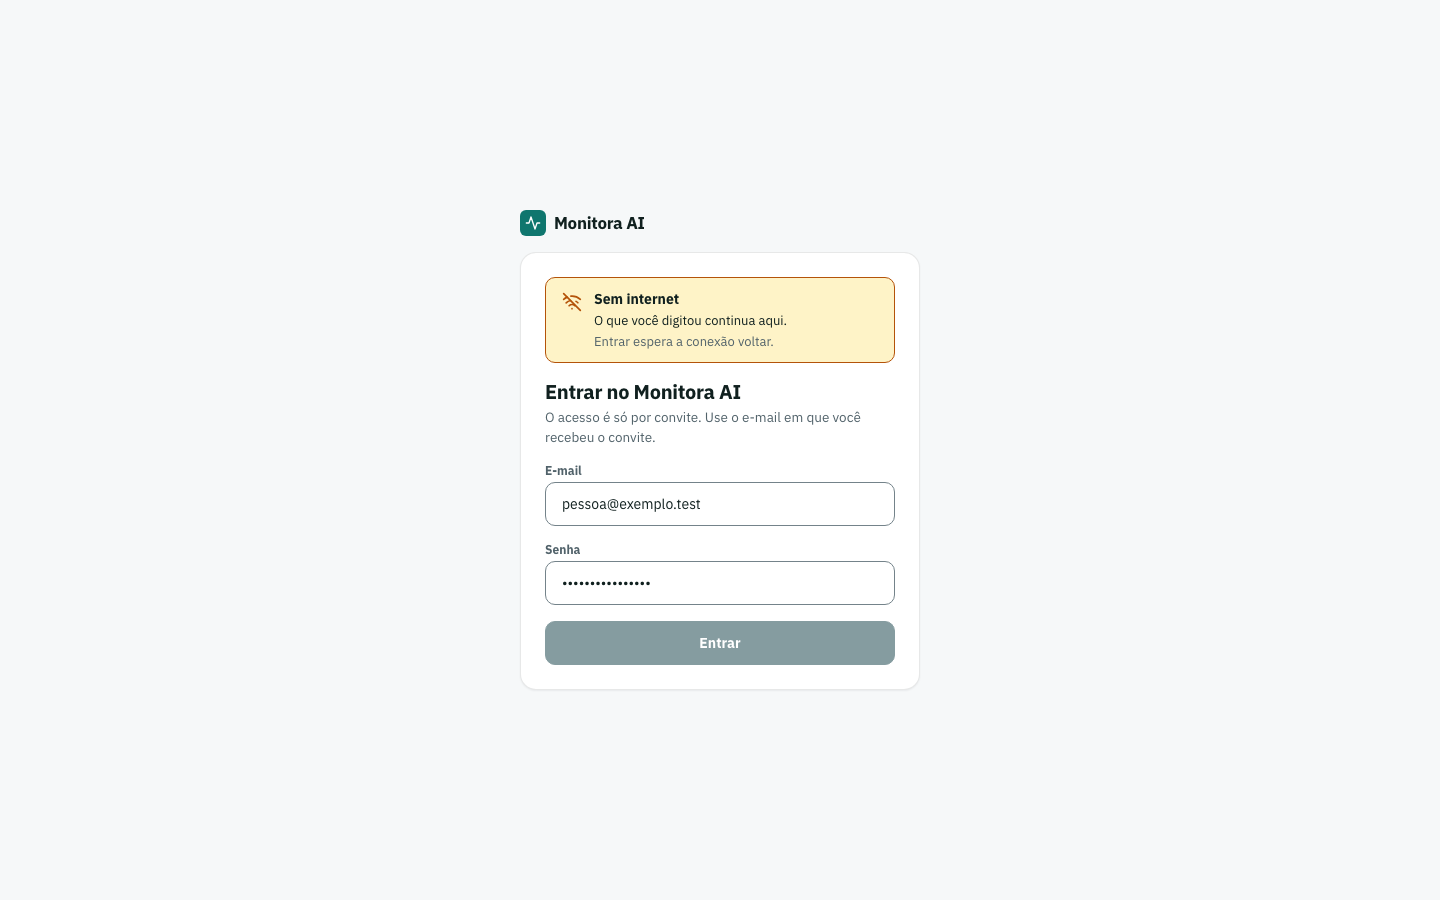 Monitora AI
Sem internet
O que você digitou continua aqui.
Entrar espera a conexão voltar.
Entrar no Monitora AI
O acesso é só por convite. Use o e-mail em que você
recebeu o convite.
E-mail
pessoa@exemplo.test
Senha
••••••••••••••••
Entrar